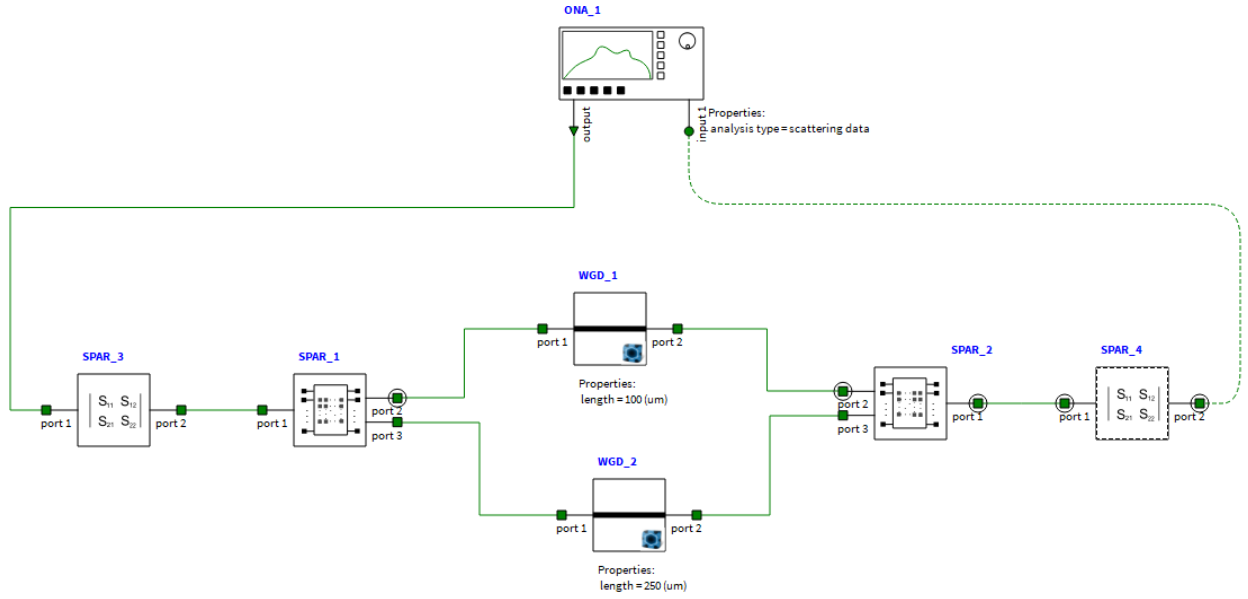 ONA_1
output
input 1
Properties:
analysis type = scattering data
WGD_1
port 1
port 2
Properties:
length = 100 (um)
SPAR_3
S11 S12
S21 S22
port 1
port 2
SPAR_1
port 1
port 2
port 3
SPAR_2
port 2
port 3
port 1
SPAR_4
S11 S12
S21 S22
port 1
port 2
WGD_2
port 1
port 2
Properties:
length = 250 (um)